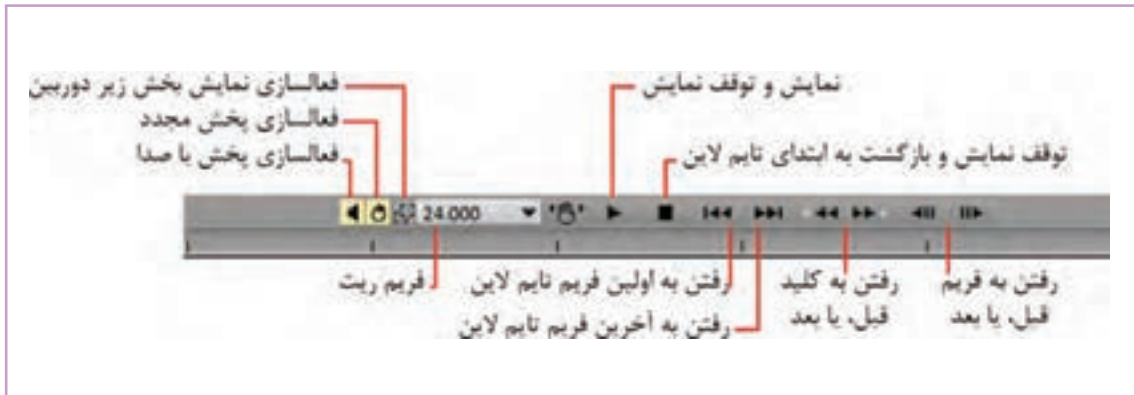 نمایش و توقف نمایش
فعالسازی نمایش بخش زیر دوربین
فعالسازی پخش مجدد
توقف نمایش و بازگشت به ابتدای تایم لاین
فعالسازی پخش با صدا
24.000
رفتن به فریم
قبل، یا بعد
رفتن به کلید
قبل، یا بعد
رفتن به اولین فریم تایم لاین
فریم ریت
رفتن به آخرین فریم تایم لاین